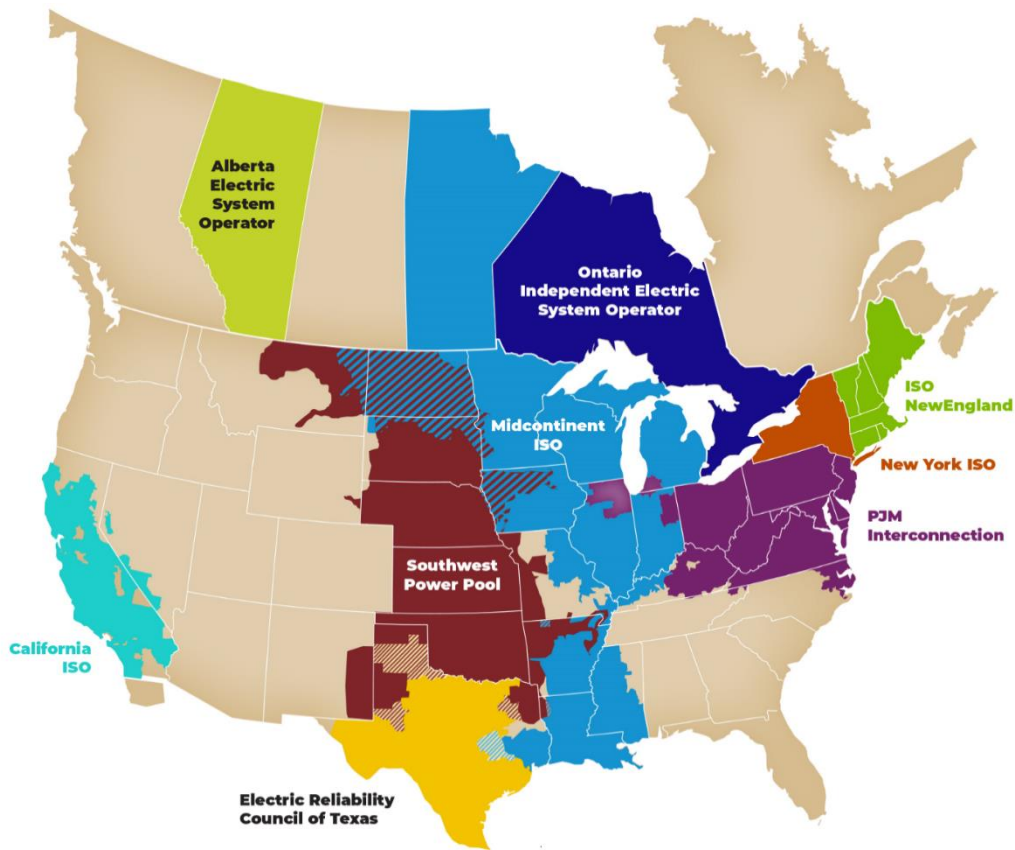 Alberta
Electric
System
Operator
Ontario
Independent Electric
System Operator
Midcontinent
ISO
ISO
NewEngland
New York ISO
PJM
Interconnection
Southwest
Power Pool
California
ISO
Electric Reliability
Council of Texas